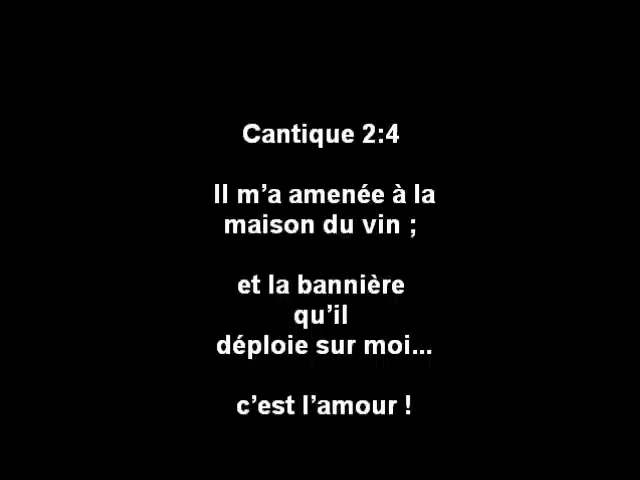 Cantique 2:4
Il m’a amenée à la
maison du vin ;
et la bannière
qu’il
déploie sur moi...
c’est l’amour !